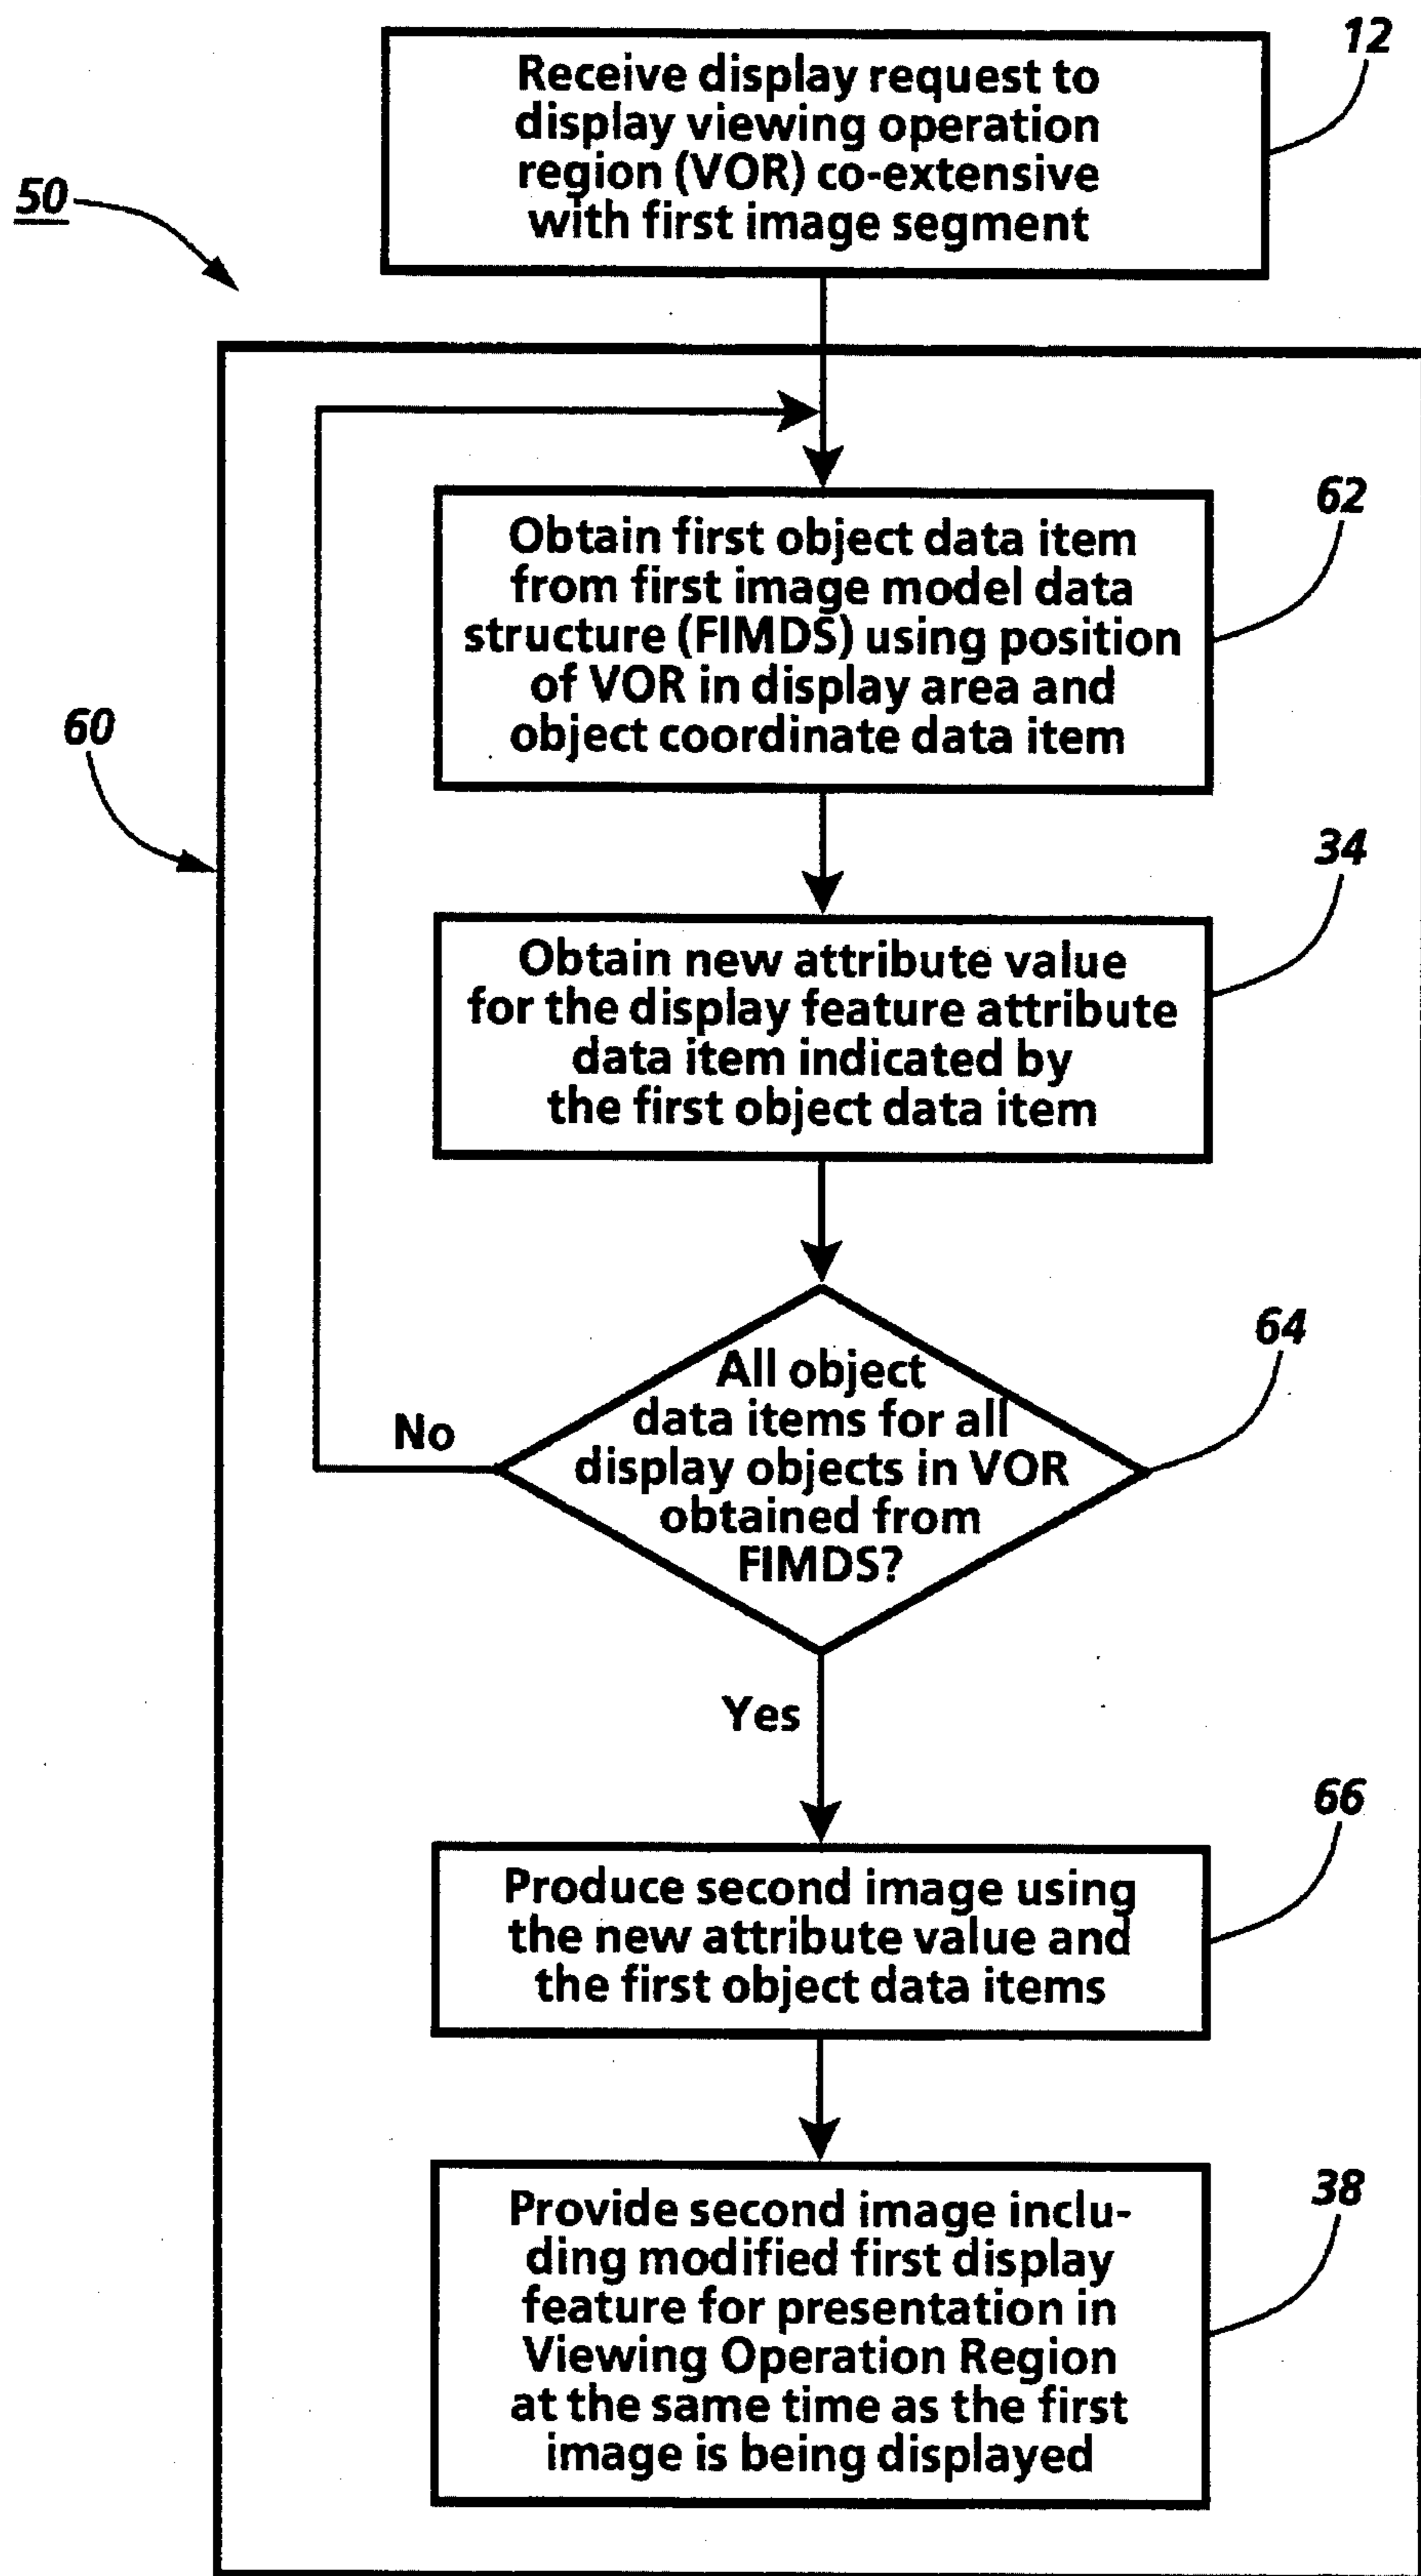 12
Receive display request to
display viewing operation
region (VOR) co-extensive
with first image segment
50
62
Obtain first object data item
from first image model data
structure (FIMDS) using position
of VOR in display area and
object coordinate data item
60
34
Obtain new attribute value
for the display feature attribute
data item indicated by
the first object data item
64
All object
data items for all
display objects in VOR
obtained from
FIMDS?
No
Yes
66
Produce second image using
the new attribute value and
the first object data items
38
Provide second image inclu-
ding modified first display
feature for presentation in
Viewing Operation Region
at the same time as the first
image is being displayed